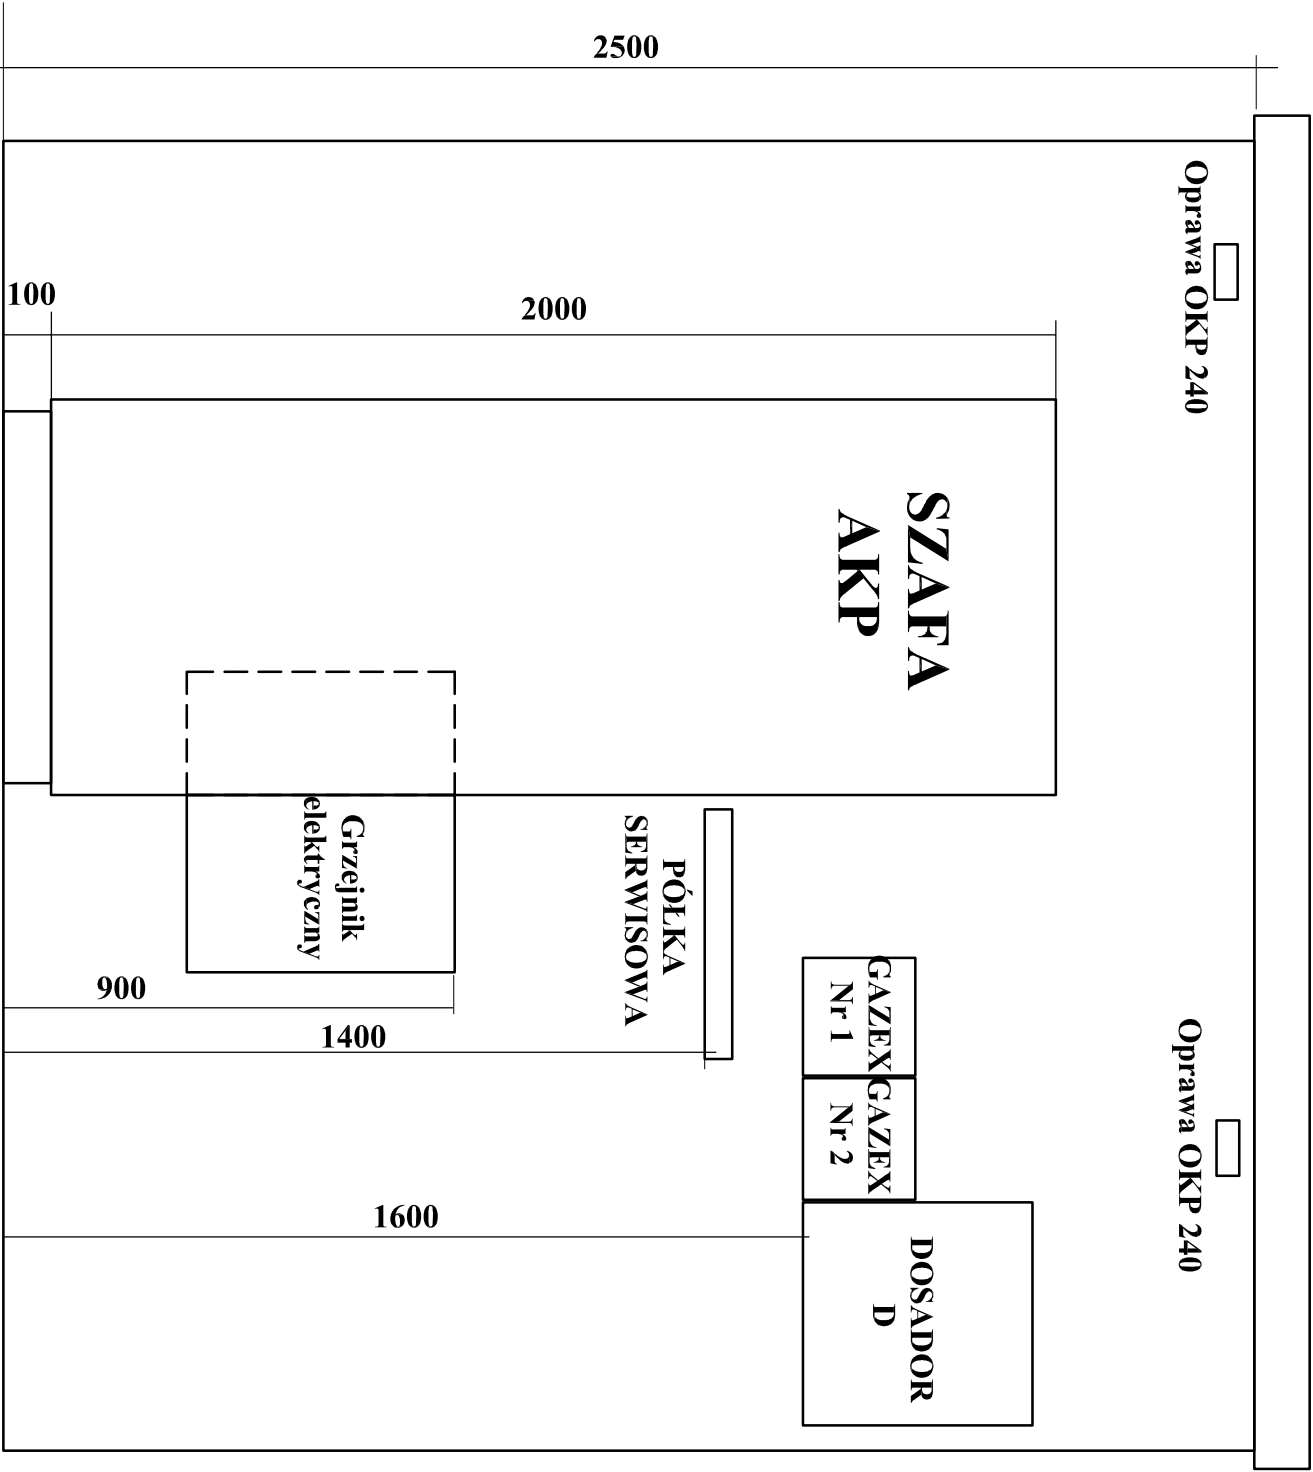 2500
Oprawa OKP 240
100
2000
SZAFA
AKP
Grzejnik
elektryczny
PÓŁKA
SERWISOWA
900
1400
GAZEX
Nr 1
GAZEX
Nr 2
Oprawa OKP 240
1600
DOSADOR
D